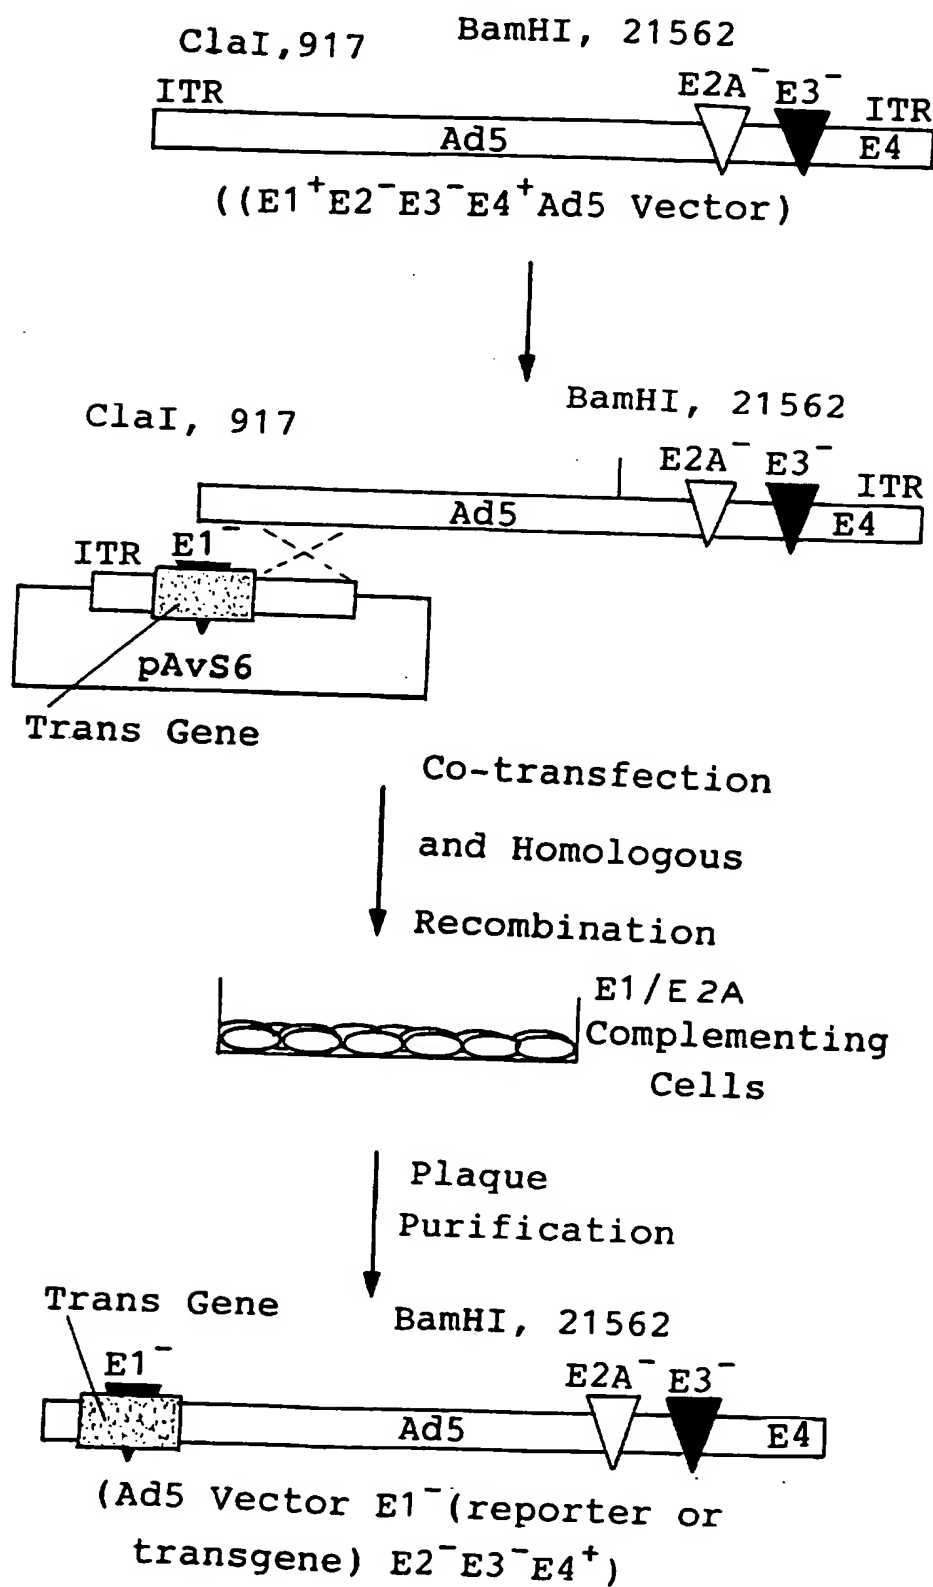 ClaI,917 BamHI, 21562
ITR E2A⁻ E3⁻ ITR
Ad5 E4
((E1⁺E2⁻E3⁻E4⁺Ad5 Vector)
ClaI, 917 BamHI, 21562
E2A⁻ E3⁻ ITR
Ad5 E4
ITR E1⁻
pAvS6
Trans Gene
Co-transfection
and Homologous
Recombination
E1/E2A
Complementing
Cells
Plaque
Purification
Trans Gene BamHI, 21562
E1⁻ E2A⁻ E3⁻
Ad5 E4
(Ad5 Vector E1⁻(reporter or
transgene) E2⁻E3⁻E4⁺)